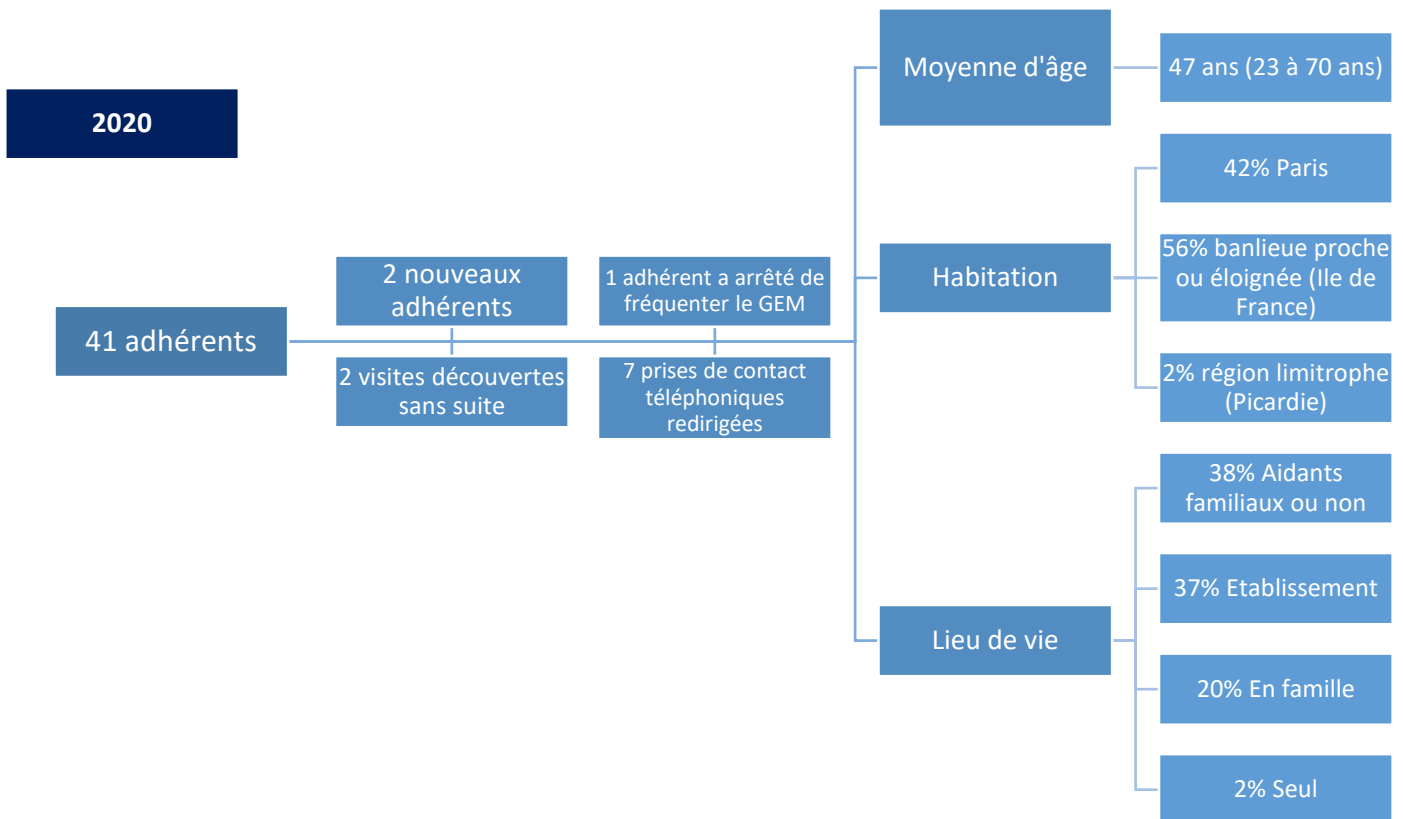 2020
41 adhérents
2 nouveaux
adhérents
2 visites découvertes
sans suite
1 adhérent a arrêté de
fréquenter le GEM
7 prises de contact
téléphoniques
redirigées
Moyenne d'âge
47 ans (23 à 70 ans)
Habitation
42% Paris
56% banlieue proche
ou éloignée (Ile de
France)
2% région limitrophe
(Picardie)
Lieu de vie
38% Aidants
familiaux ou non
37% Etablissement
20% En famille
2% Seul